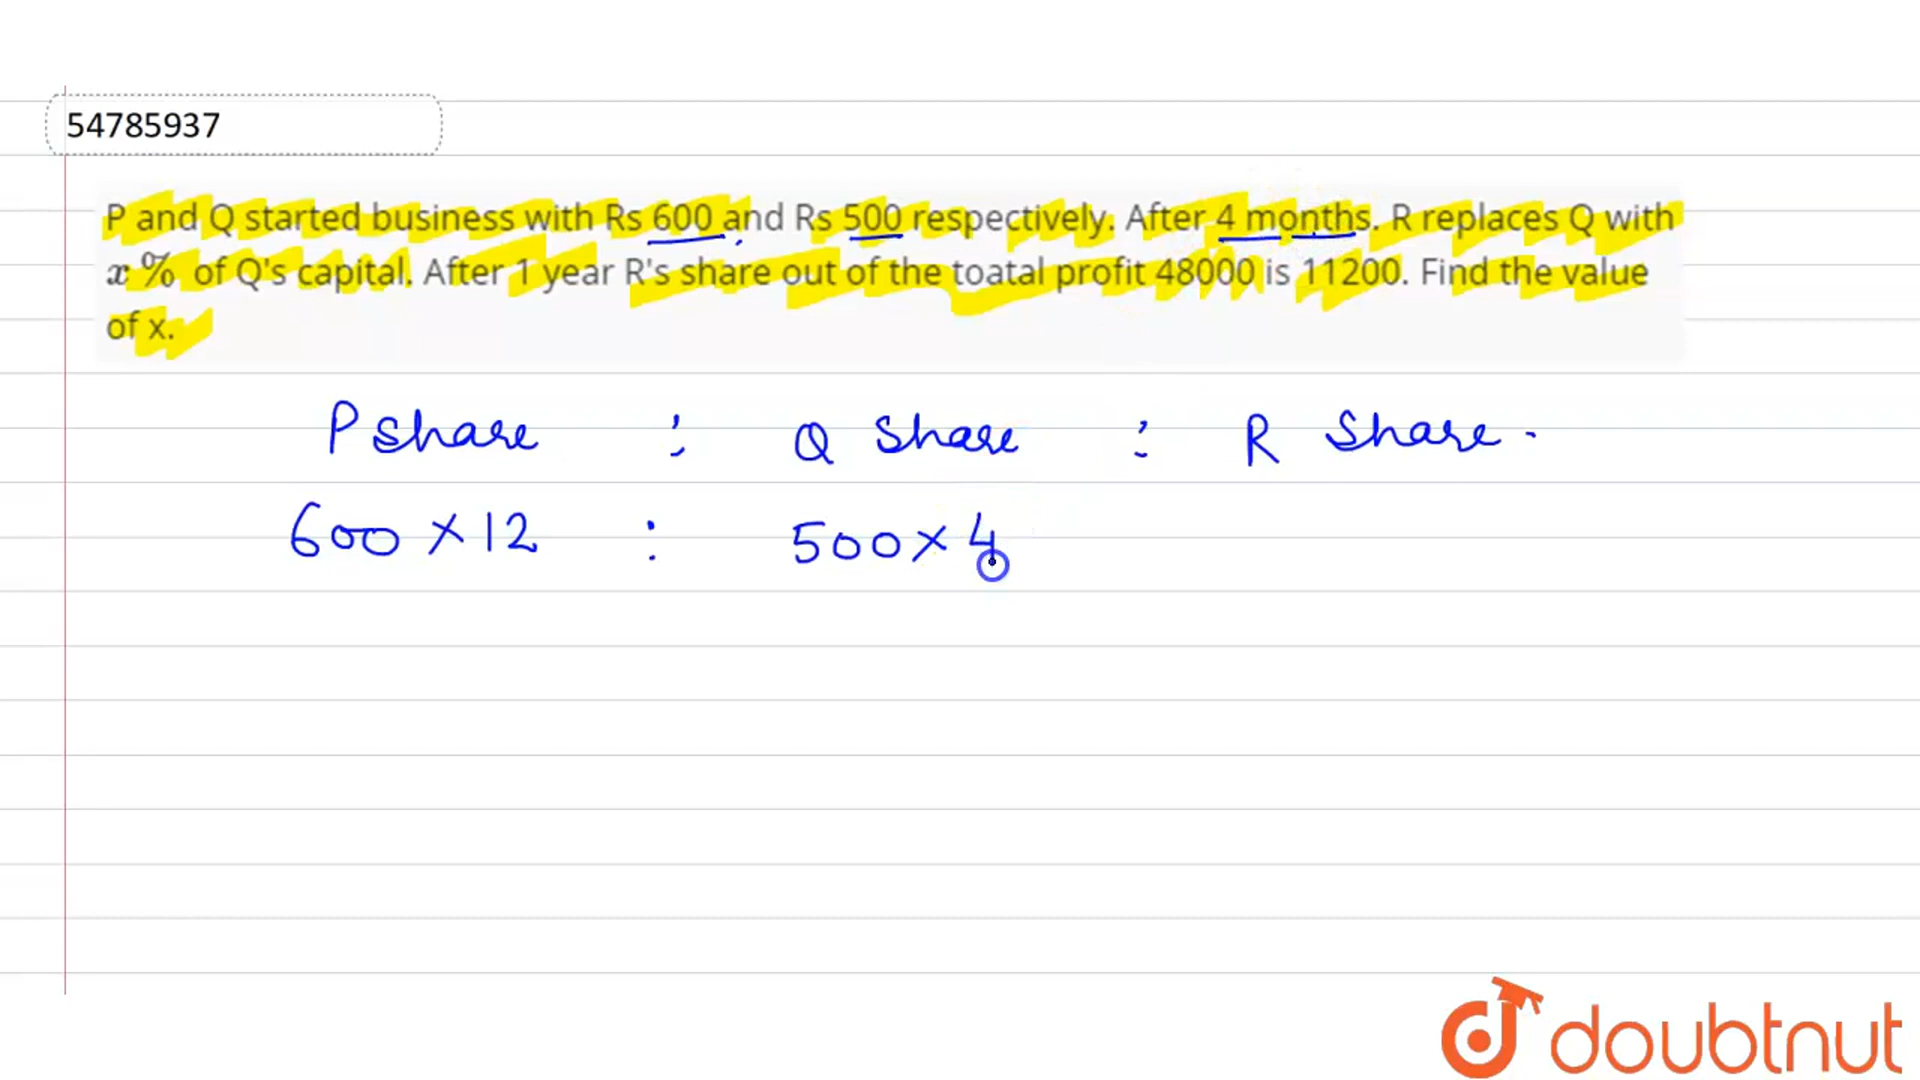 54785937
P and Q started business with Rs 600 and Rs 500 respectively. After 4 months. R replaces Q with
x % of Q's capital. After 1 year R's share out of the toatal profit 48000 is 11200. Find the value
of x.
P share : Q share : R share.
600 × 12 : 500 × 4
doubtnut